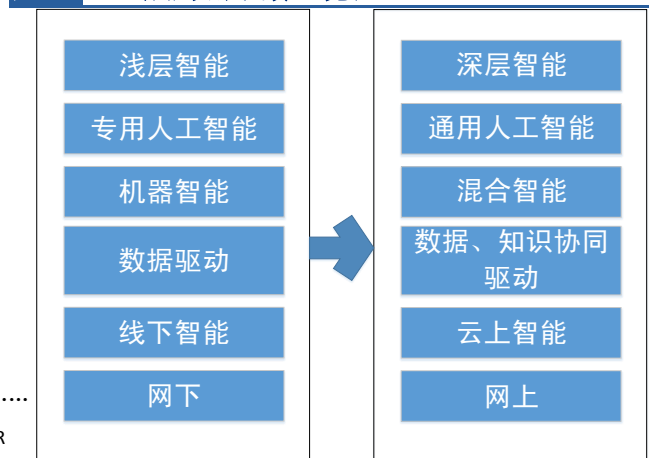 浅层智能
专用人工智能
机器智能
数据驱动
线下智能
网下
深层智能
通用人工智能
混合智能
数据、知识协同
驱动
云上智能
网上
.....
R